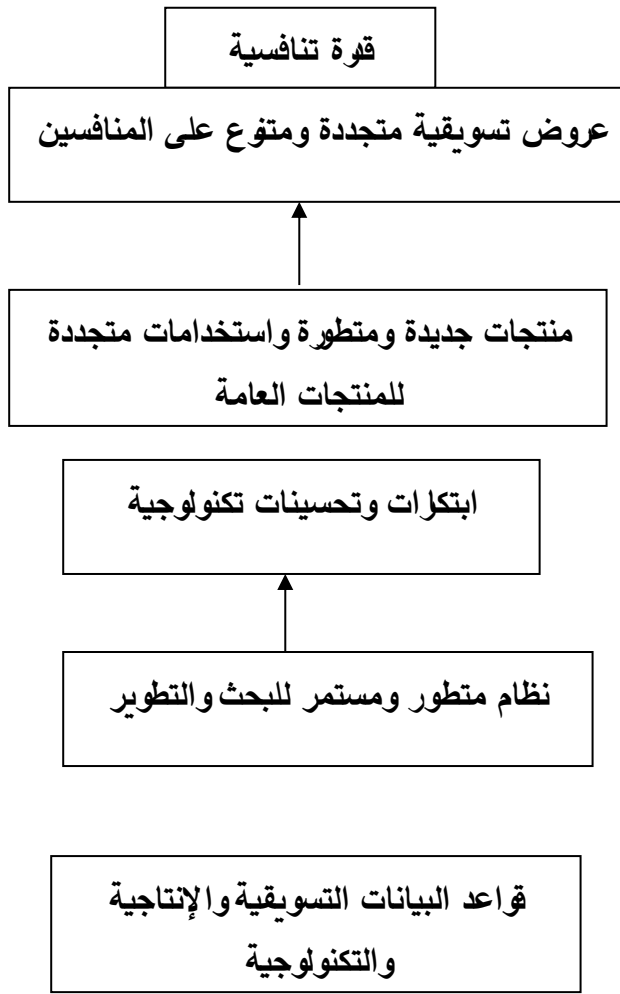 قدرة تنافسية
عروض تسويقية متجددة ومتنوع على المنافسين
منتجات جديدة ومتطورة واستخدامات متجددة
للمنتجات العامة
ابتكارات وتحسينات تكنولوجية
نظام متطور ومستمر للبحث والتطوير
قواعد البيانات التسويقية والإنتاجية
والتكنولوجية